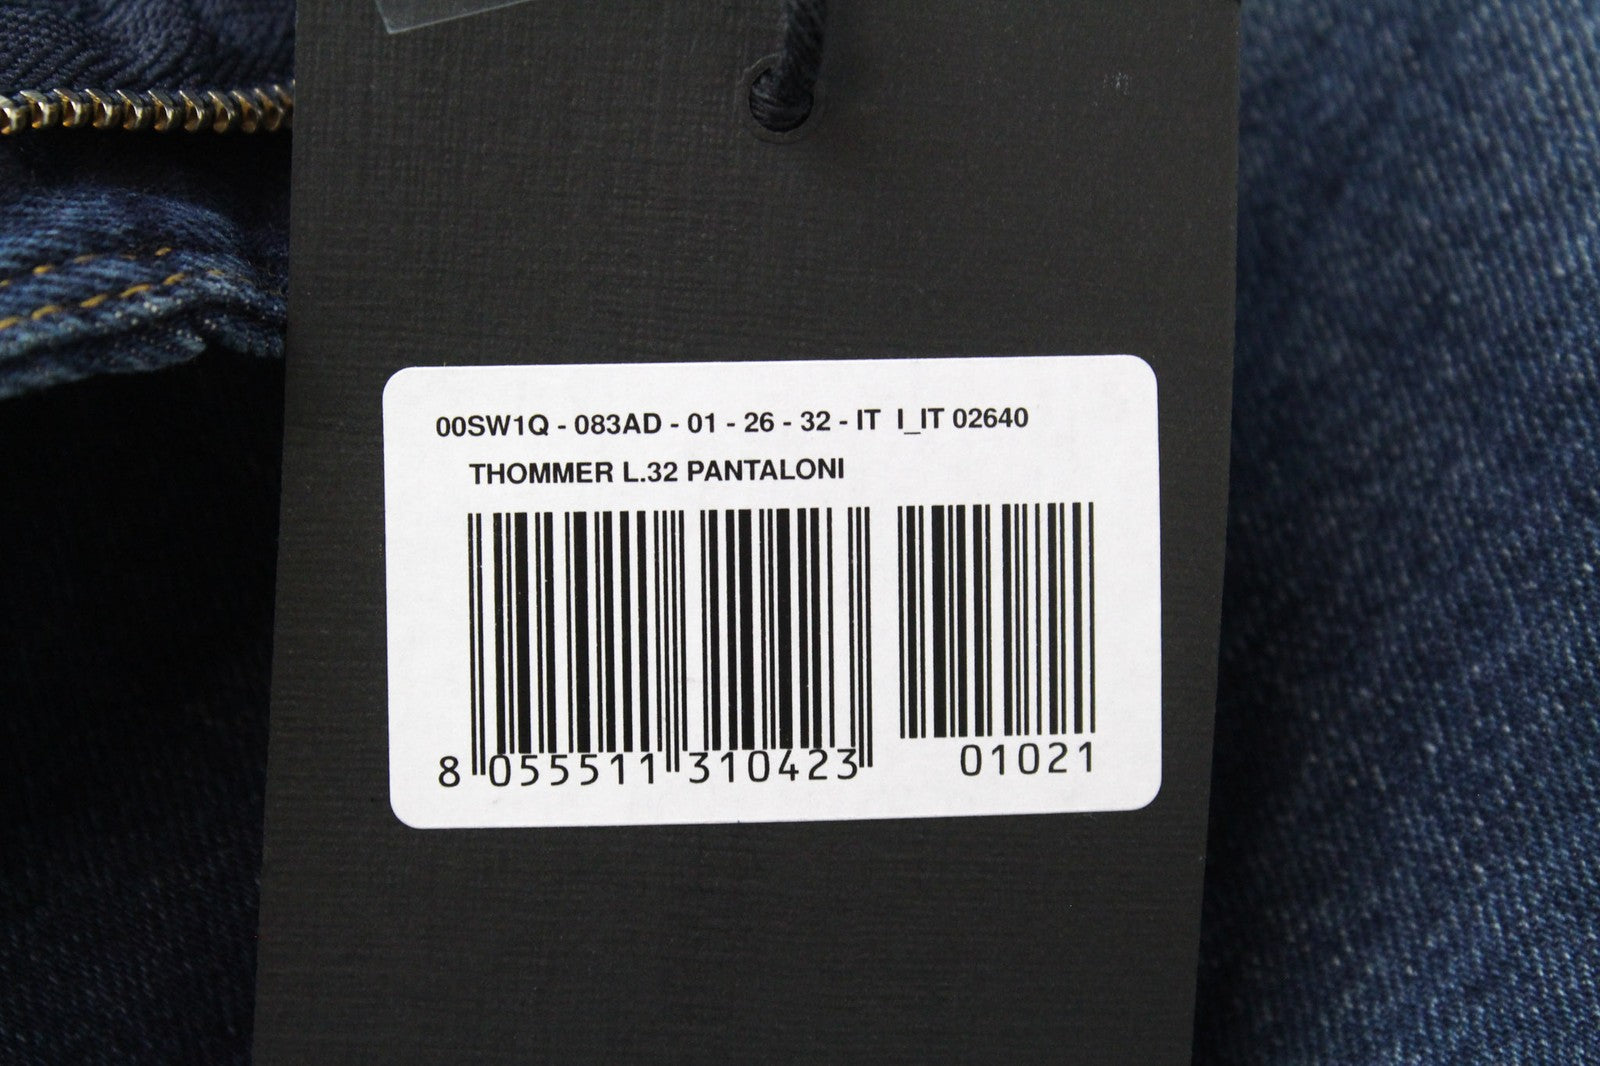 00SW1Q - 083AD - 01 - 26 - 32 - IT I_IT 02640
THOMMER L.32 PANTALONI
8 055511 310423 01021